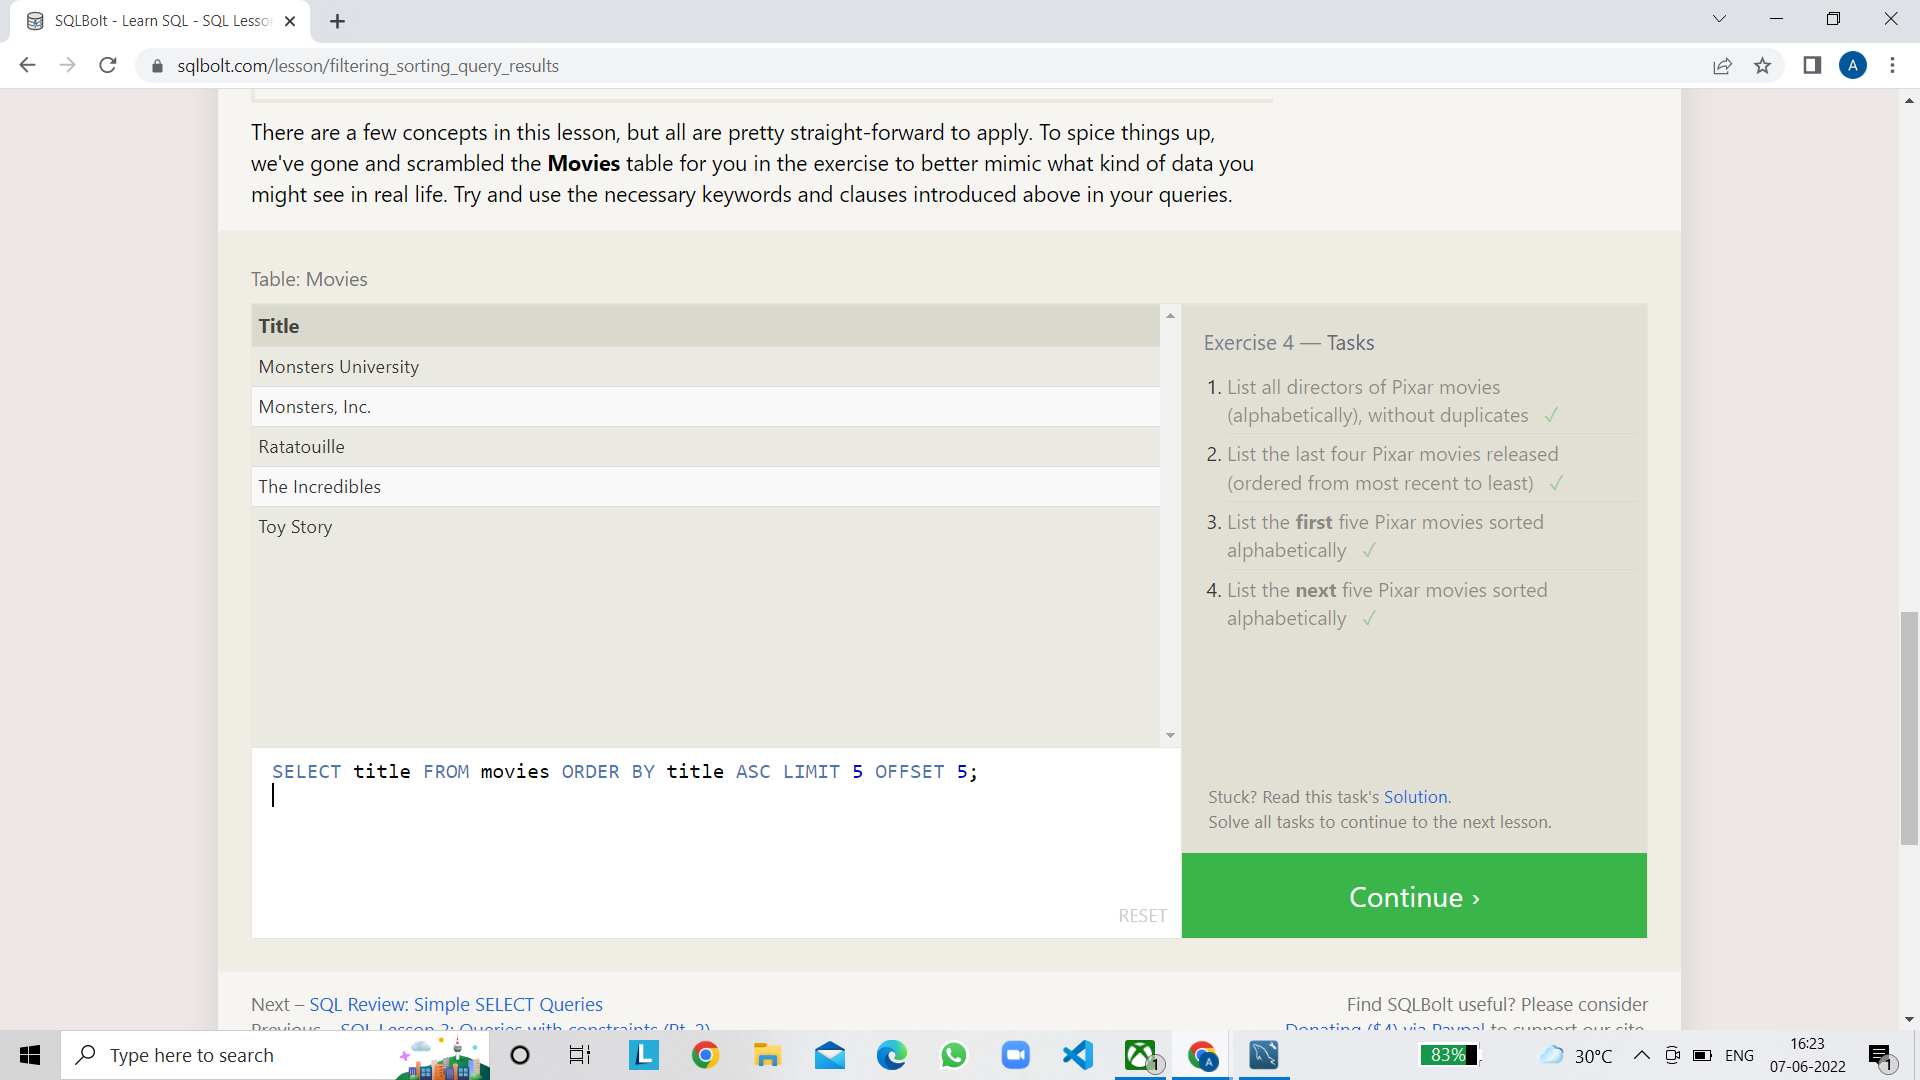 SQLBolt - Learn SQL - SQL Lesso
sqlbolt.com/lesson/filtering_sorting_query_results
A
There are a few concepts in this lesson, but all are pretty straight-forward to apply. To spice things up,
we've gone and scrambled the Movies table for you in the exercise to better mimic what kind of data you
might see in real life. Try and use the necessary keywords and clauses introduced above in your queries.
Table: Movies
Title
Monsters University
Monsters, Inc.
Ratatouille
The Incredibles
Toy Story
SELECT title FROM movies ORDER BY title ASC LIMIT 5 OFFSET 5;
RESET
Exercise 4 — Tasks
1. List all directors of Pixar movies
(alphabetically), without duplicates ✓
2. List the last four Pixar movies released
(ordered from most recent to least) ✓
3. List the first five Pixar movies sorted
alphabetically ✓
4. List the next five Pixar movies sorted
alphabetically ✓
Stuck? Read this task's Solution.
Solve all tasks to continue to the next lesson.
Continue ›
Next – SQL Review: Simple SELECT Queries
Previous – SQL Lesson 3: Queries with constraints (Pt. 2)
Find SQLBolt useful? Please consider
Donating ($4) via Paypal to support our site.
Type here to search
L
1
A
83%
30°C
ENG
16:23
07-06-2022
1